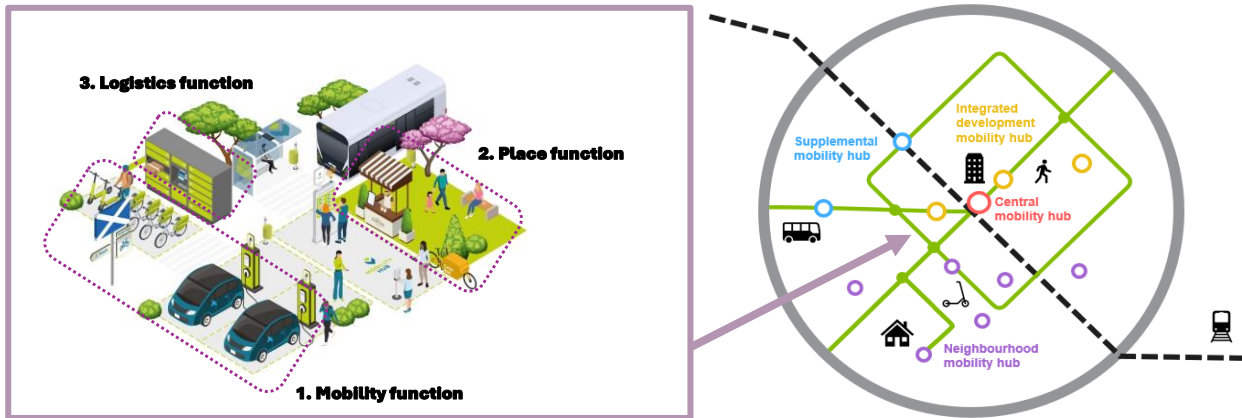 3. Logistics function
2. Place function
1. Mobility function
HUB
Integrated
development
mobility hub
Supplemental
mobility hub
Central
mobility hub
Neighbourhood
mobility hub